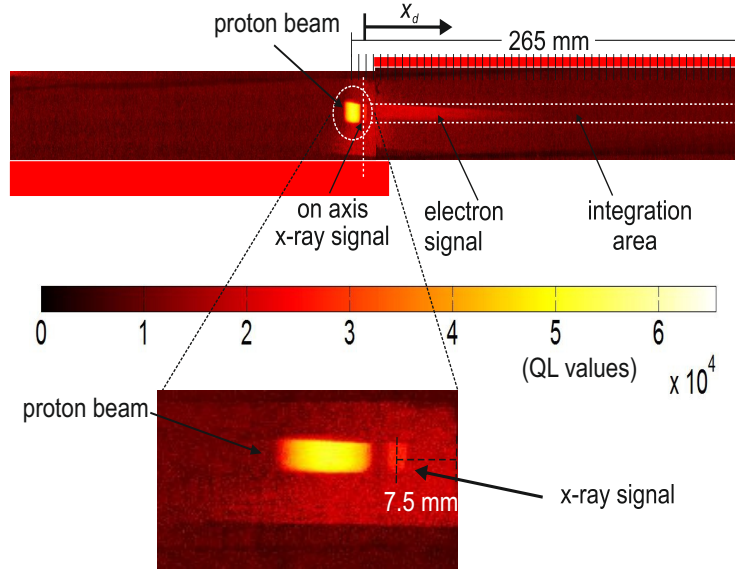 x_d
proton beam
265 mm
on axis
x-ray signal
electron
signal
integration
area
0 1 2 3 4 5 6
(QL values)
x 10^4
proton beam
7.5 mm
x-ray signal